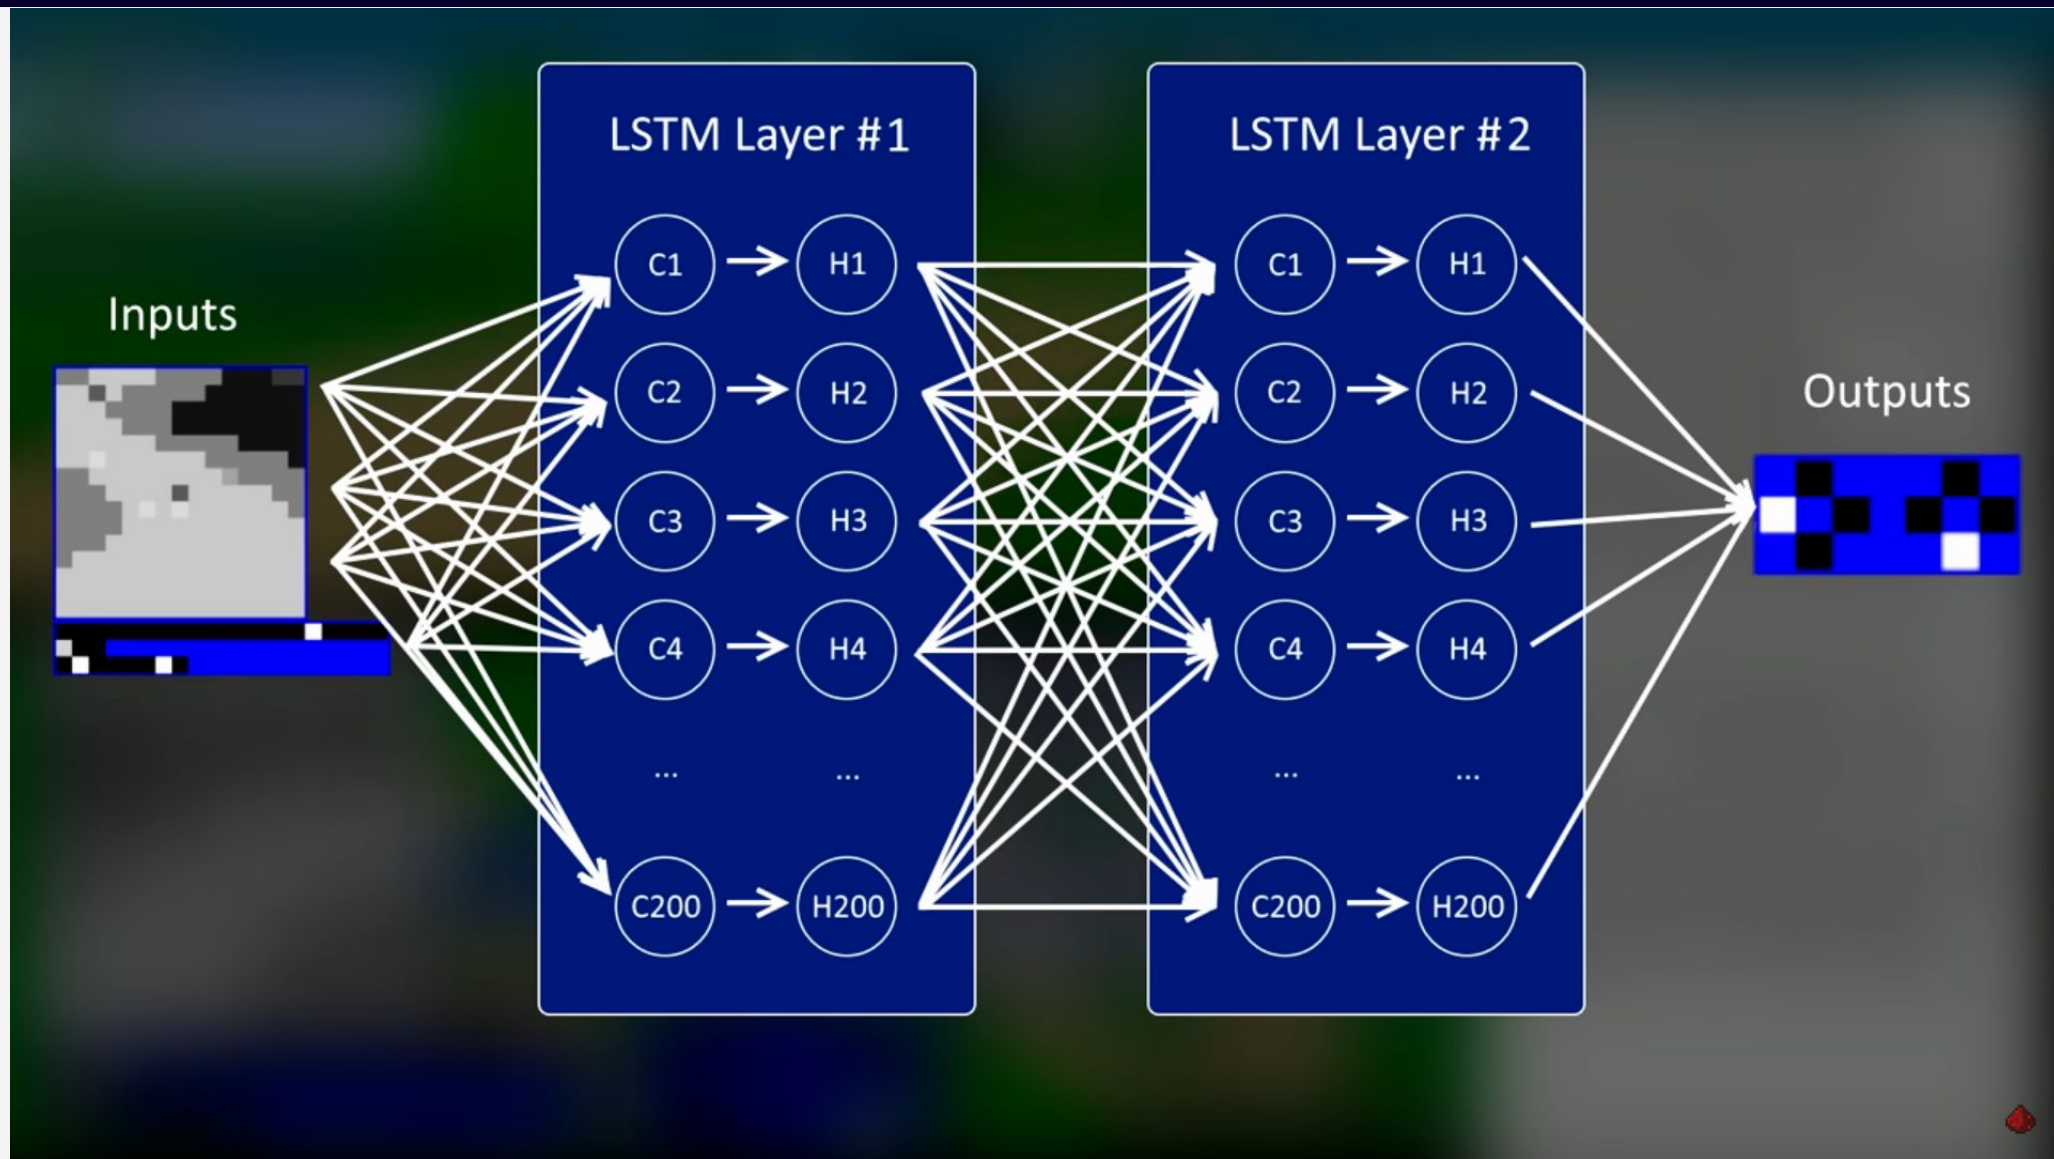 LSTM Layer #1
LSTM Layer #2
Inputs
Outputs
C1
H1
C1
H1
C2
H2
C2
H2
C3
H3
C3
H3
C4
H4
C4
H4
...
...
...
...
C200
H200
C200
H200